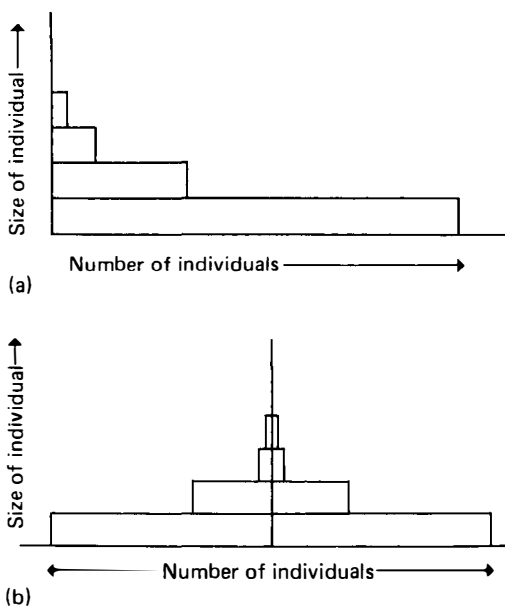 Size of individual
Number of individuals
(a)
Size of individual
Number of individuals
(b)